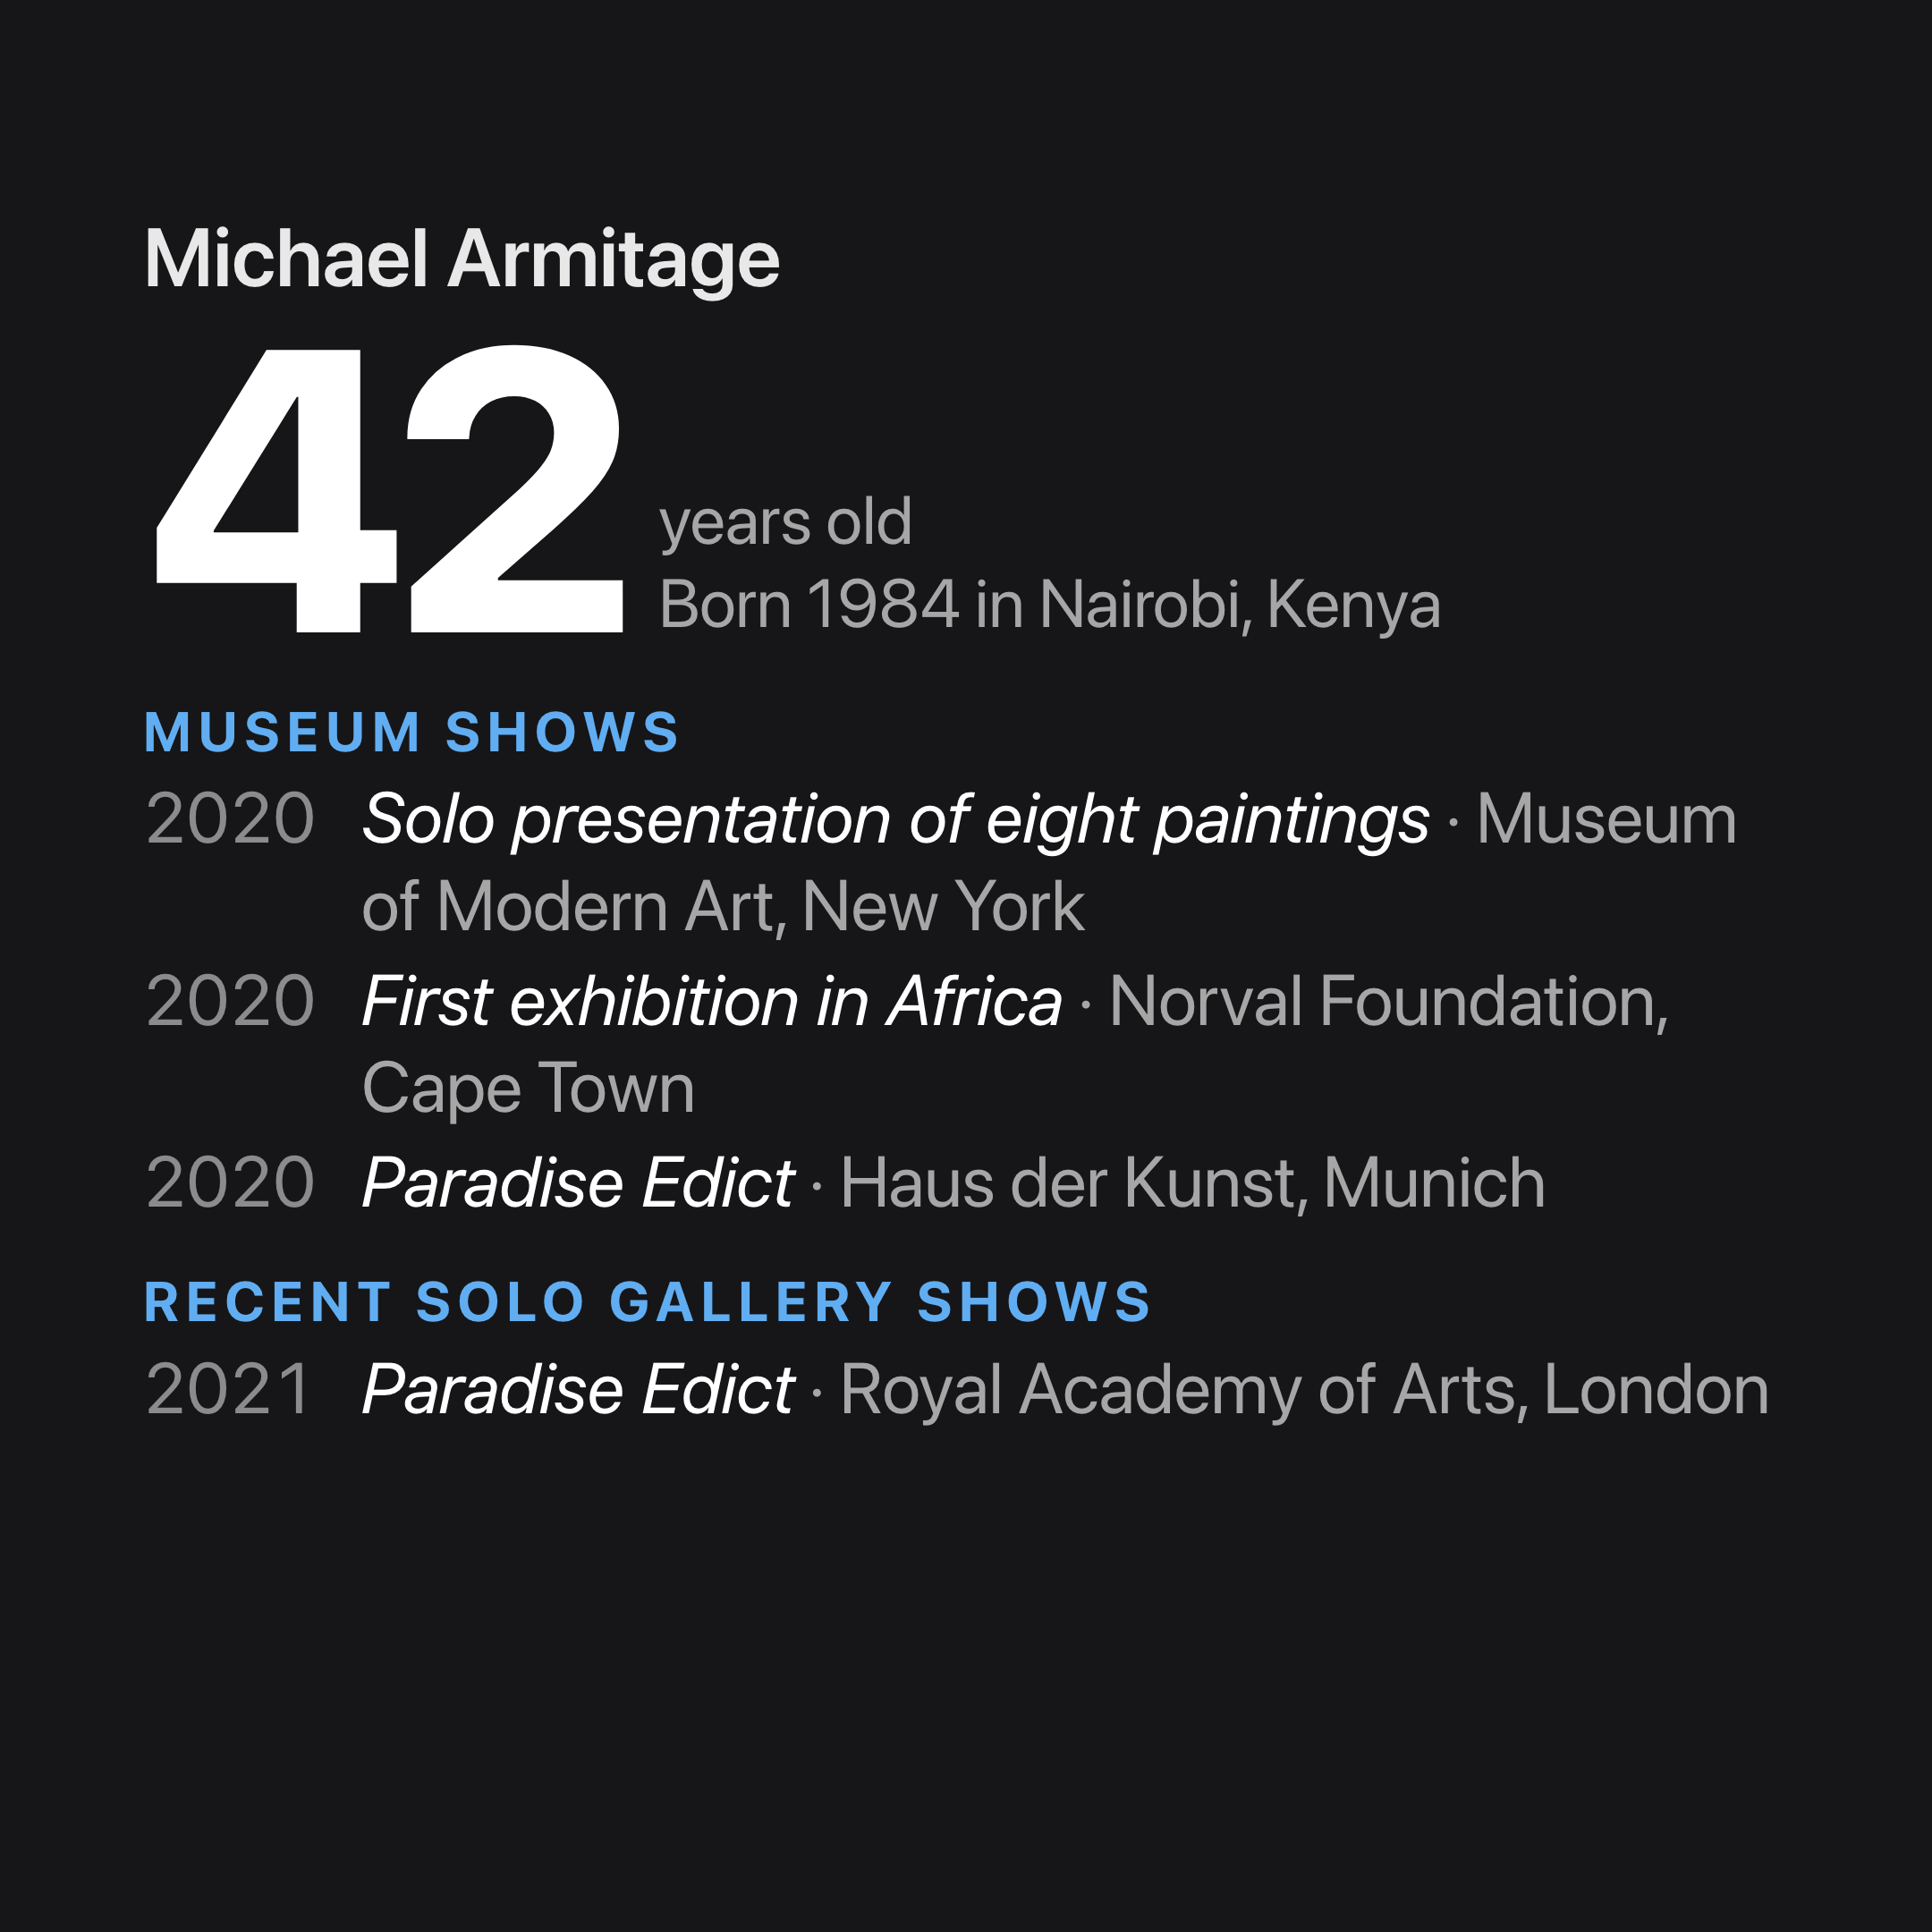 Michael Armitage
42 years old
Born 1984 in Nairobi, Kenya
MUSEUM SHOWS
2020 Solo presentation of eight paintings · Museum
of Modern Art, New York
2020 First exhibition in Africa · Norval Foundation,
Cape Town
2020 Paradise Edict · Haus der Kunst, Munich
RECENT SOLO GALLERY SHOWS
2021 Paradise Edict · Royal Academy of Arts, London